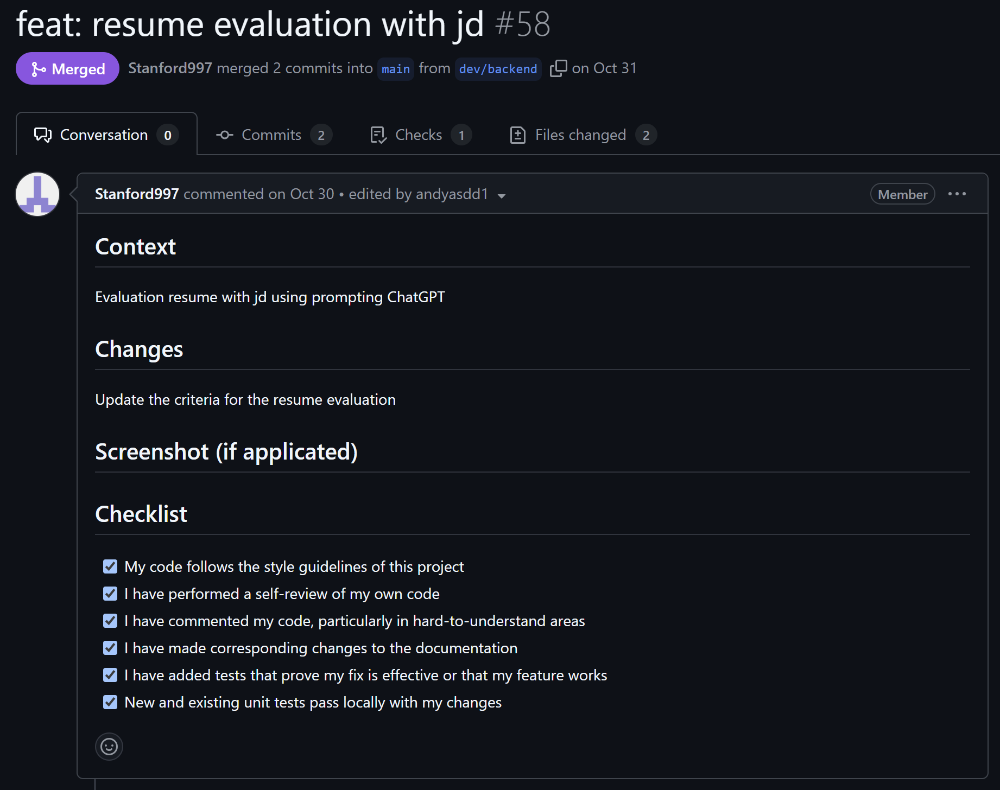 feat: resume evaluation with jd #58
Merged Stanford997 merged 2 commits into main from dev/backend on Oct 31
Conversation 0 Commits 2 Checks 1 Files changed 2
Stanford997 commented on Oct 30 • edited by andyasdd1 Member
Context
Evaluation resume with jd using prompting ChatGPT
Changes
Update the criteria for the resume evaluation
Screenshot (if applicated)
Checklist
My code follows the style guidelines of this project
I have performed a self-review of my own code
I have commented my code, particularly in hard-to-understand areas
I have made corresponding changes to the documentation
I have added tests that prove my fix is effective or that my feature works
New and existing unit tests pass locally with my changes